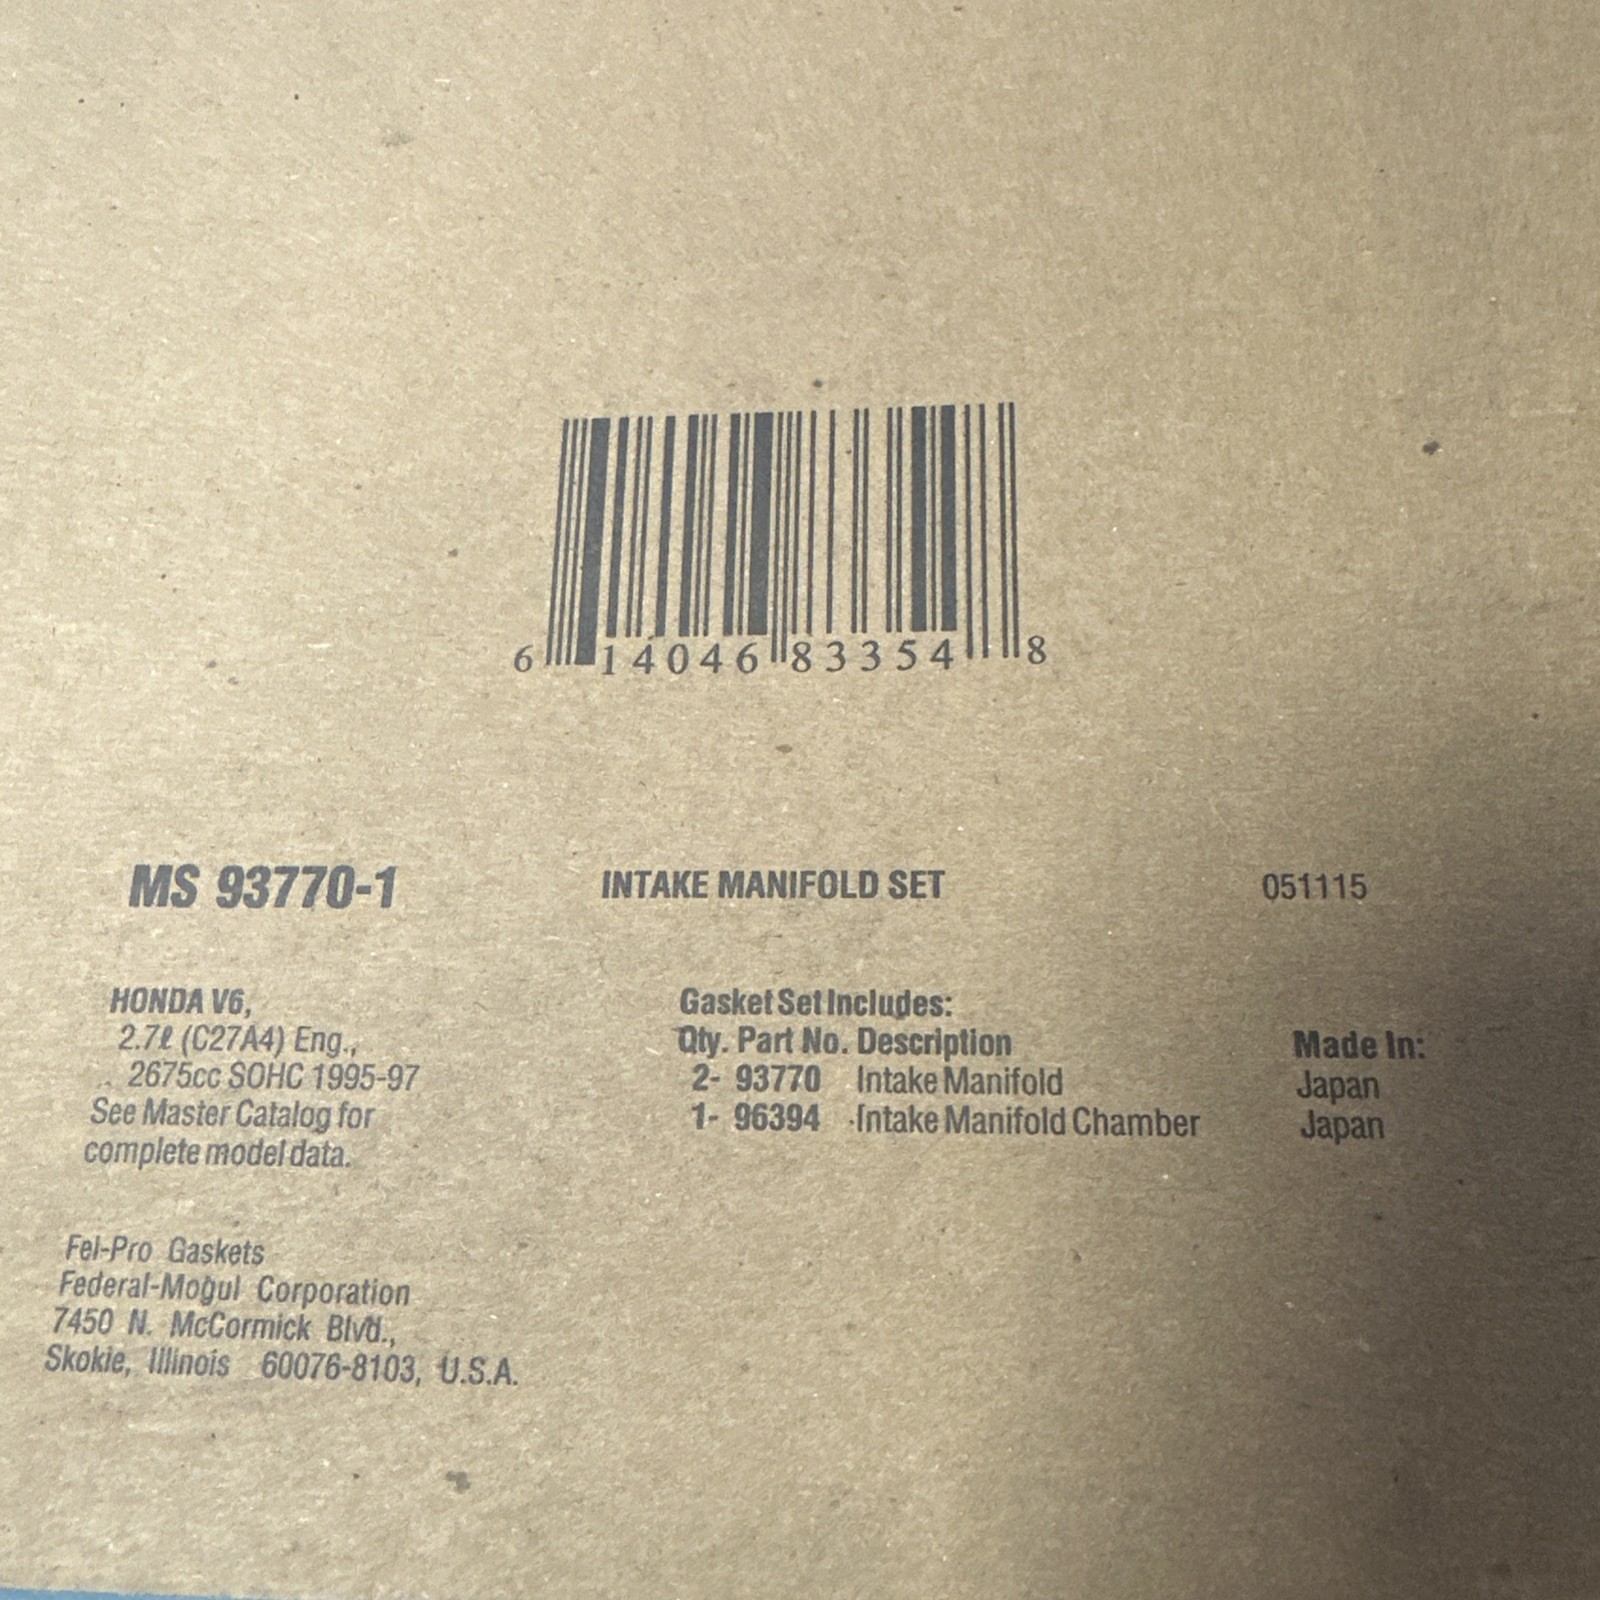 6 14046 83354 8
MS 93770-1 INTAKE MANIFOLD SET 051115
HONDA V6,
2.7ℓ (C27A4) Eng.,
2675cc SOHC 1995-97
See Master Catalog for
complete model data.
Gasket Set Includes:
Qty. Part No. Description Made In:
2- 93770 Intake Manifold Japan
1- 96394 Intake Manifold Chamber Japan
Fel-Pro Gaskets
Federal-Mogul Corporation
7450 N. McCormick Blvd.,
Skokie, Illinois 60076-8103, U.S.A.